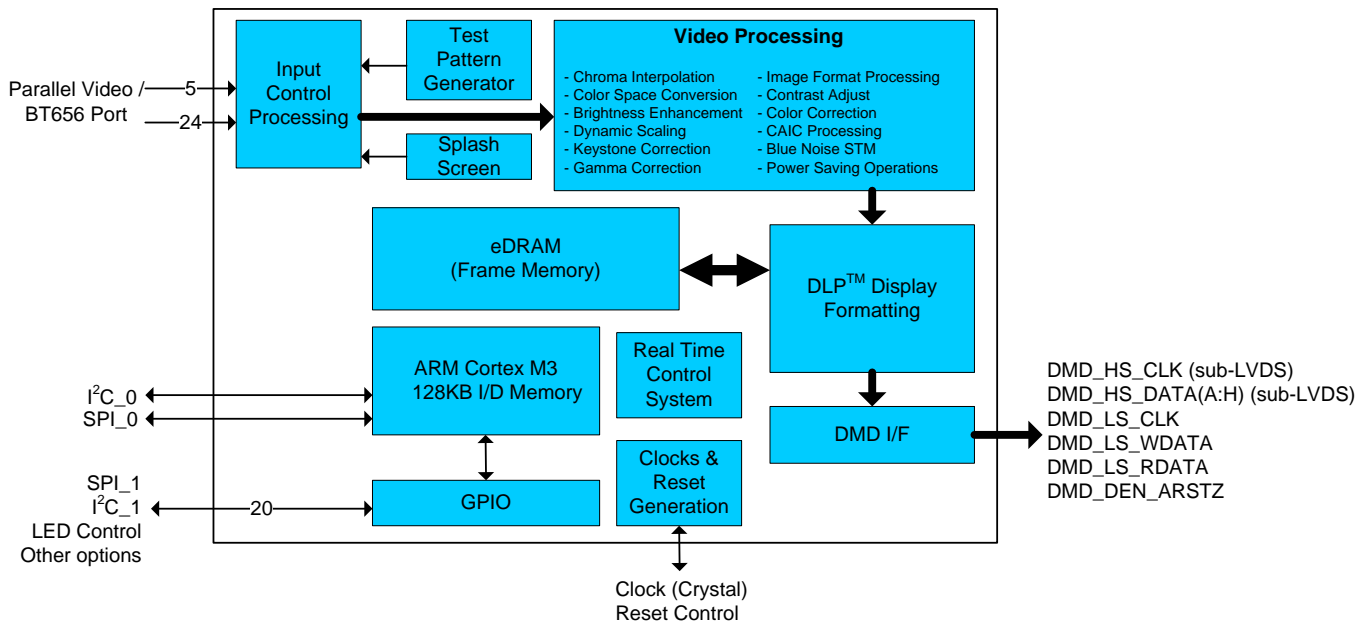 Parallel Video /
BT656 Port
5
24
Input
Control
Processing
Test
Pattern
Generator
Splash
Screen
Video Processing
- Chroma Interpolation
- Color Space Conversion
- Brightness Enhancement
- Dynamic Scaling
- Keystone Correction
- Gamma Correction
- Image Format Processing
- Contrast Adjust
- Color Correction
- CAIC Processing
- Blue Noise STM
- Power Saving Operations
eDRAM
(Frame Memory)
DLP™ Display
Formatting
I²C_0
SPI_0
ARM Cortex M3
128KB I/D Memory
Real Time
Control
System
DMD I/F
DMD_HS_CLK (sub-LVDS)
DMD_HS_DATA(A:H) (sub-LVDS)
DMD_LS_CLK
DMD_LS_WDATA
DMD_LS_RDATA
DMD_DEN_ARSTZ
SPI_1
I²C_1
LED Control
Other options
20
GPIO
Clocks &
Reset
Generation
Clock (Crystal)
Reset Control